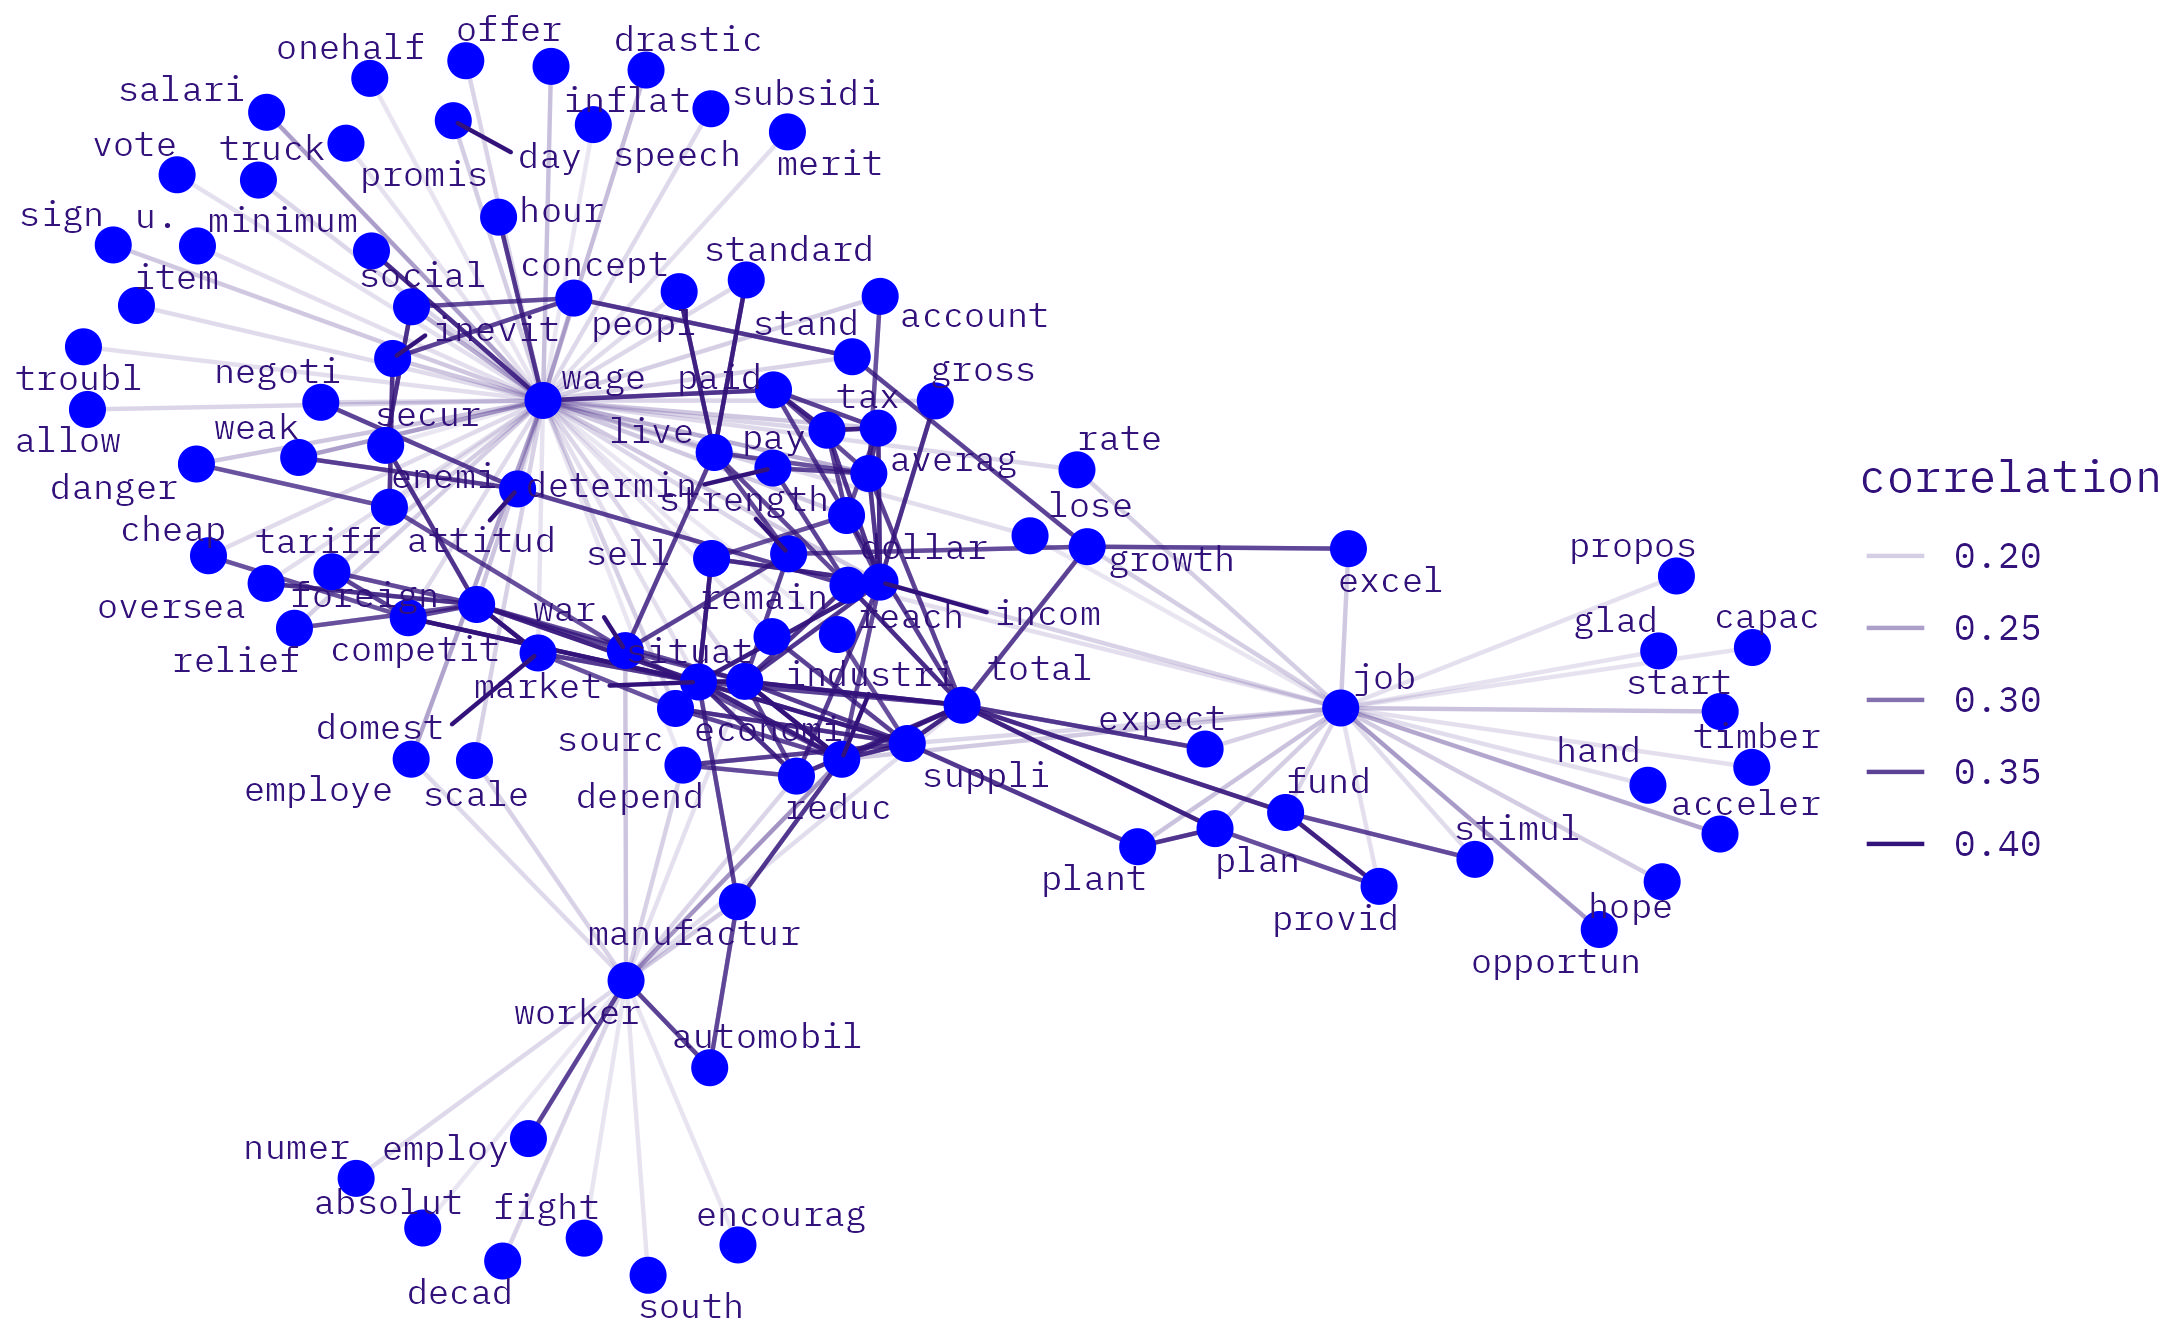 offer
drastic
onehalf
salari
inflat
subsidi
vote
truck
promis
day
speech
merit
sign
u.
minimum
hour
item
social
concept
standard
inevit
peopl
stand
account
troubl
negoti
wage
paid
gross
tax
allow
weak
secur
live
pay
rate
averag
danger
enemi
determin
strength
lose
correlation
cheap
tariff
attitud
sell
dollar
growth
excel
propos
0.20
oversea
foreign
war
remain
reach
incom
glad
capac
0.25
relief
competit
situat
industri
total
job
start
market
0.30
domest
sourc
economi
expect
timber
hand
0.35
employe
scale
depend
reduc
suppli
fund
acceler
stimul
0.40
plant
plan
provid
hope
manufactur
opportun
worker
automobil
numer
employ
absolut
fight
encourag
decad
south